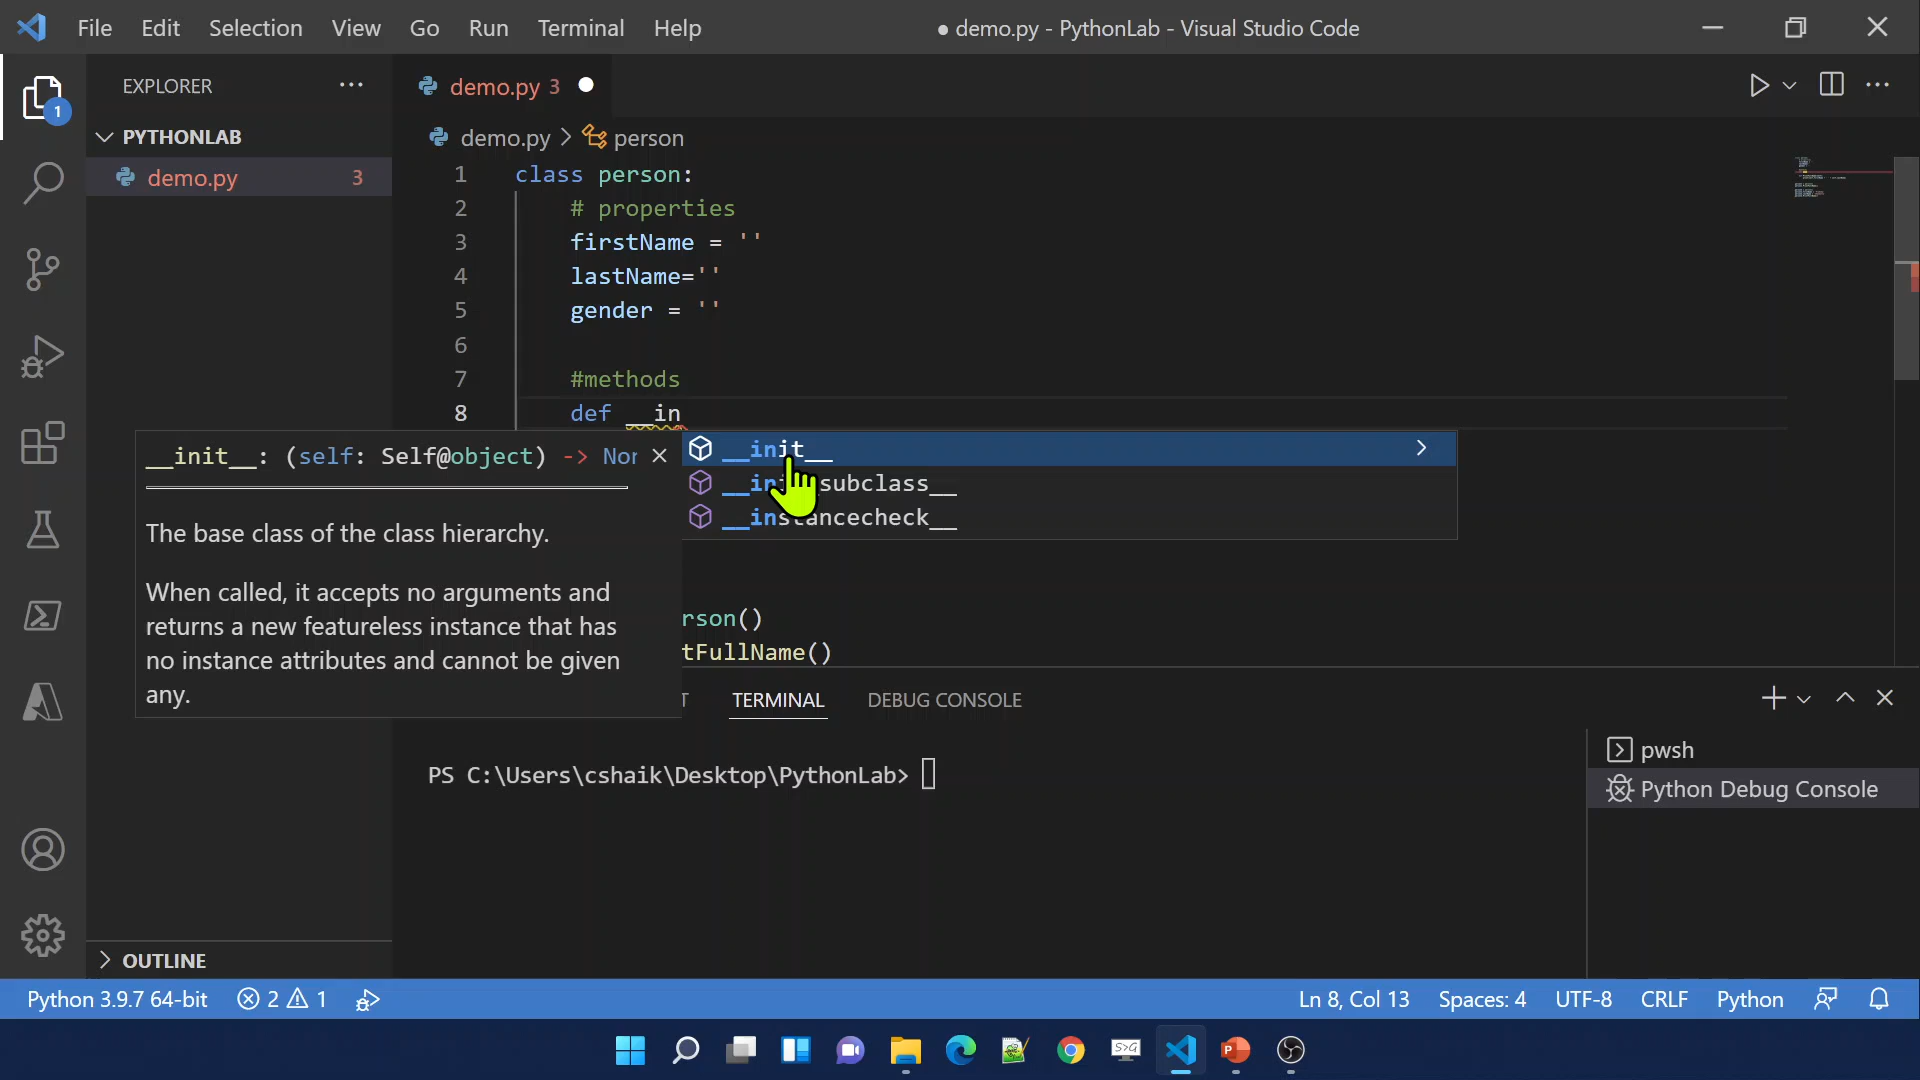 File Edit Selection View Go Run Terminal Help
● demo.py - PythonLab - Visual Studio Code
EXPLORER
demo.py 3
1
PYTHONLAB
demo.py > person
demo.py 3
1 class person:
2 # properties
3 firstName = ''
4 lastName=''
5 gender = ''
6
7 #methods
8 def __in
__init__: (self: Self@object) -> Nor
The base class of the class hierarchy.
When called, it accepts no arguments and
returns a new featureless instance that has
no instance attributes and cannot be given
any.
__init__
subclass__
__instancecheck__
rson()
tFullName()
T TERMINAL DEBUG CONSOLE
PS C:\Users\cshaik\Desktop\PythonLab>
pwsh
Python Debug Console
OUTLINE
Python 3.9.7 64-bit 2 1 Ln 8, Col 13 Spaces: 4 UTF-8 CRLF Python